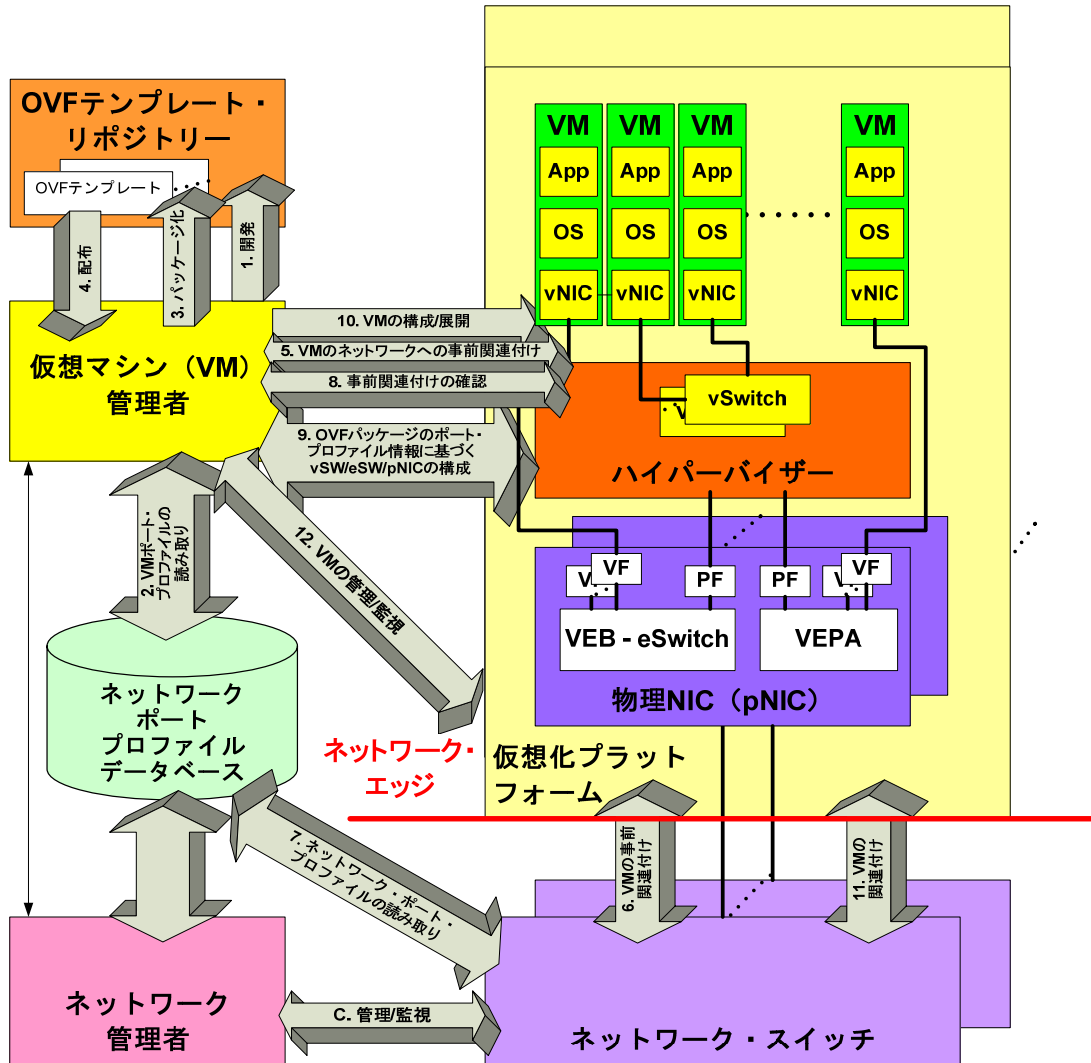 OVFテンプレート・
リポジトリー
OVFテンプレート
4. 配布
3. パッケージ化
1. 開発
仮想マシン（VM）
管理者
10. VMの構成/展開
5. VMのネットワークへの事前関連付け
8. 事前関連付けの確認
9. OVFパッケージのポート・
プロファイル情報に基づく
vSW/eSW/pNICの構成
2. VMポート・
プロファイルの
読み取り
12. VMの管理/監視
VM
App
OS
vNIC
VM
App
OS
vNIC
VM
App
OS
vNIC
VM
App
OS
vNIC
vSwitch
V
ハイパーバイザー
V
VF
PF
PF
V
VF
VEB - eSwitch
VEPA
物理NIC（pNIC）
ネットワーク
ポート
プロファイル
データベース
ネットワーク・
エッジ
仮想化プラット
フォーム
7. ネットワーク・ポート・
プロファイルの読み取り
6. VMの事前
関連付け
11. VMの
関連付け
ネットワーク
管理者
C. 管理/監視
ネットワーク・スイッチ